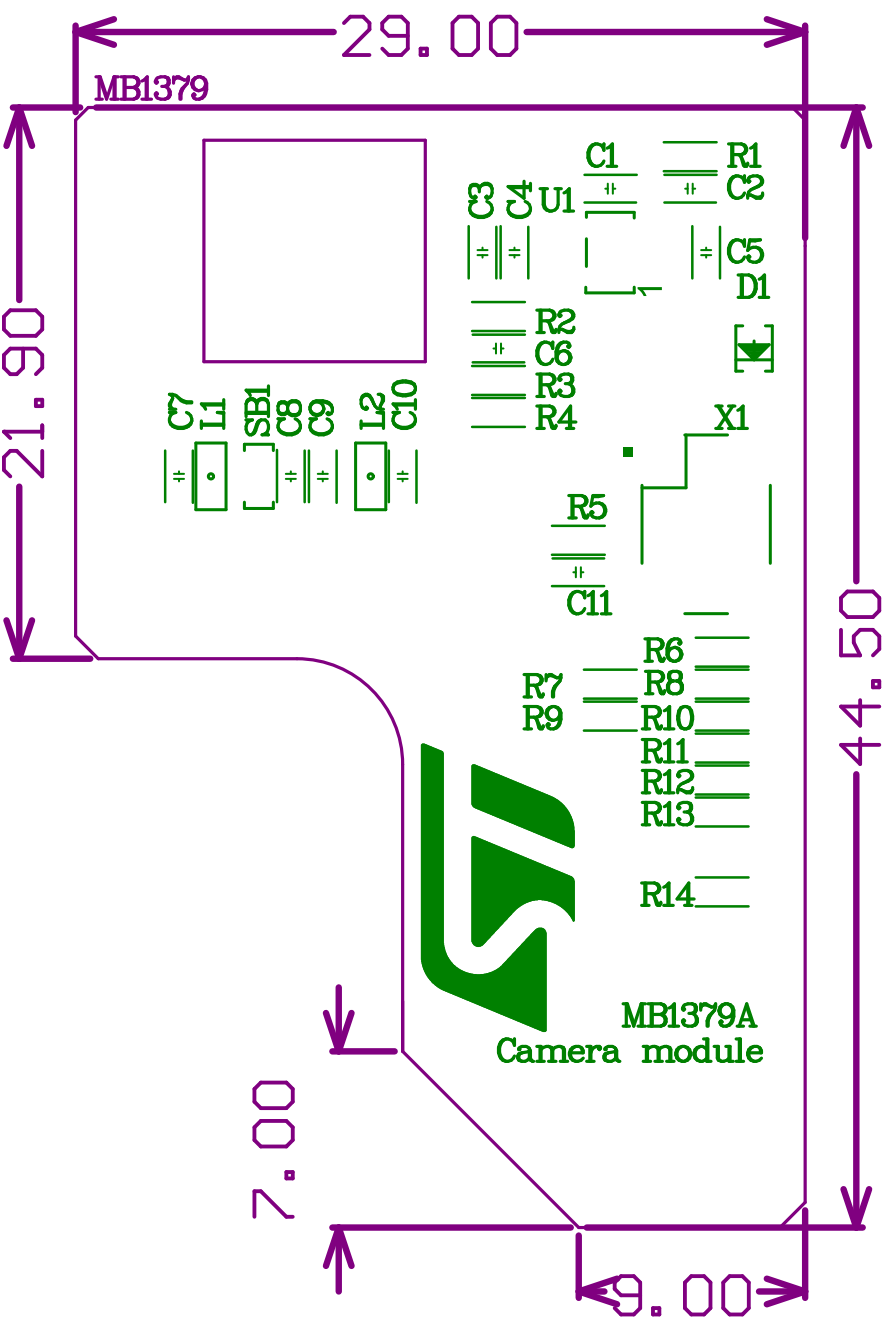 29.00
MB1379
C1
R1
C2
C3
C4
U1
C5
D1
1
R2
C6
R3
R4
21.90
C7
L1
SB1
C8
C9
L2
C10
X1
R5
C11
44.50
R6
R7
R8
R9
R10
R11
R12
R13
R14
MB1379A
Camera module
7.00
9.00